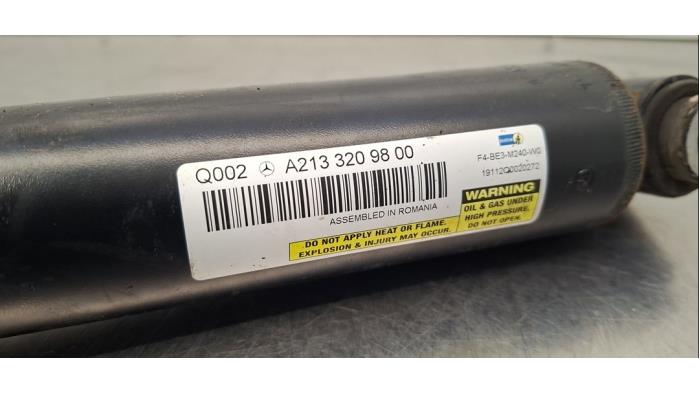 Q002 A213 320 98 00
F4-BE3-M240-W0
19112Q0020272
ASSEMBLED IN ROMANIA
WARNING
OIL & GAS UNDER
HIGH PRESSURE.
DO NOT OPEN.
DO NOT APPLY HEAT OR FLAME.
EXPLOSION & INJURY MAY OCCUR.